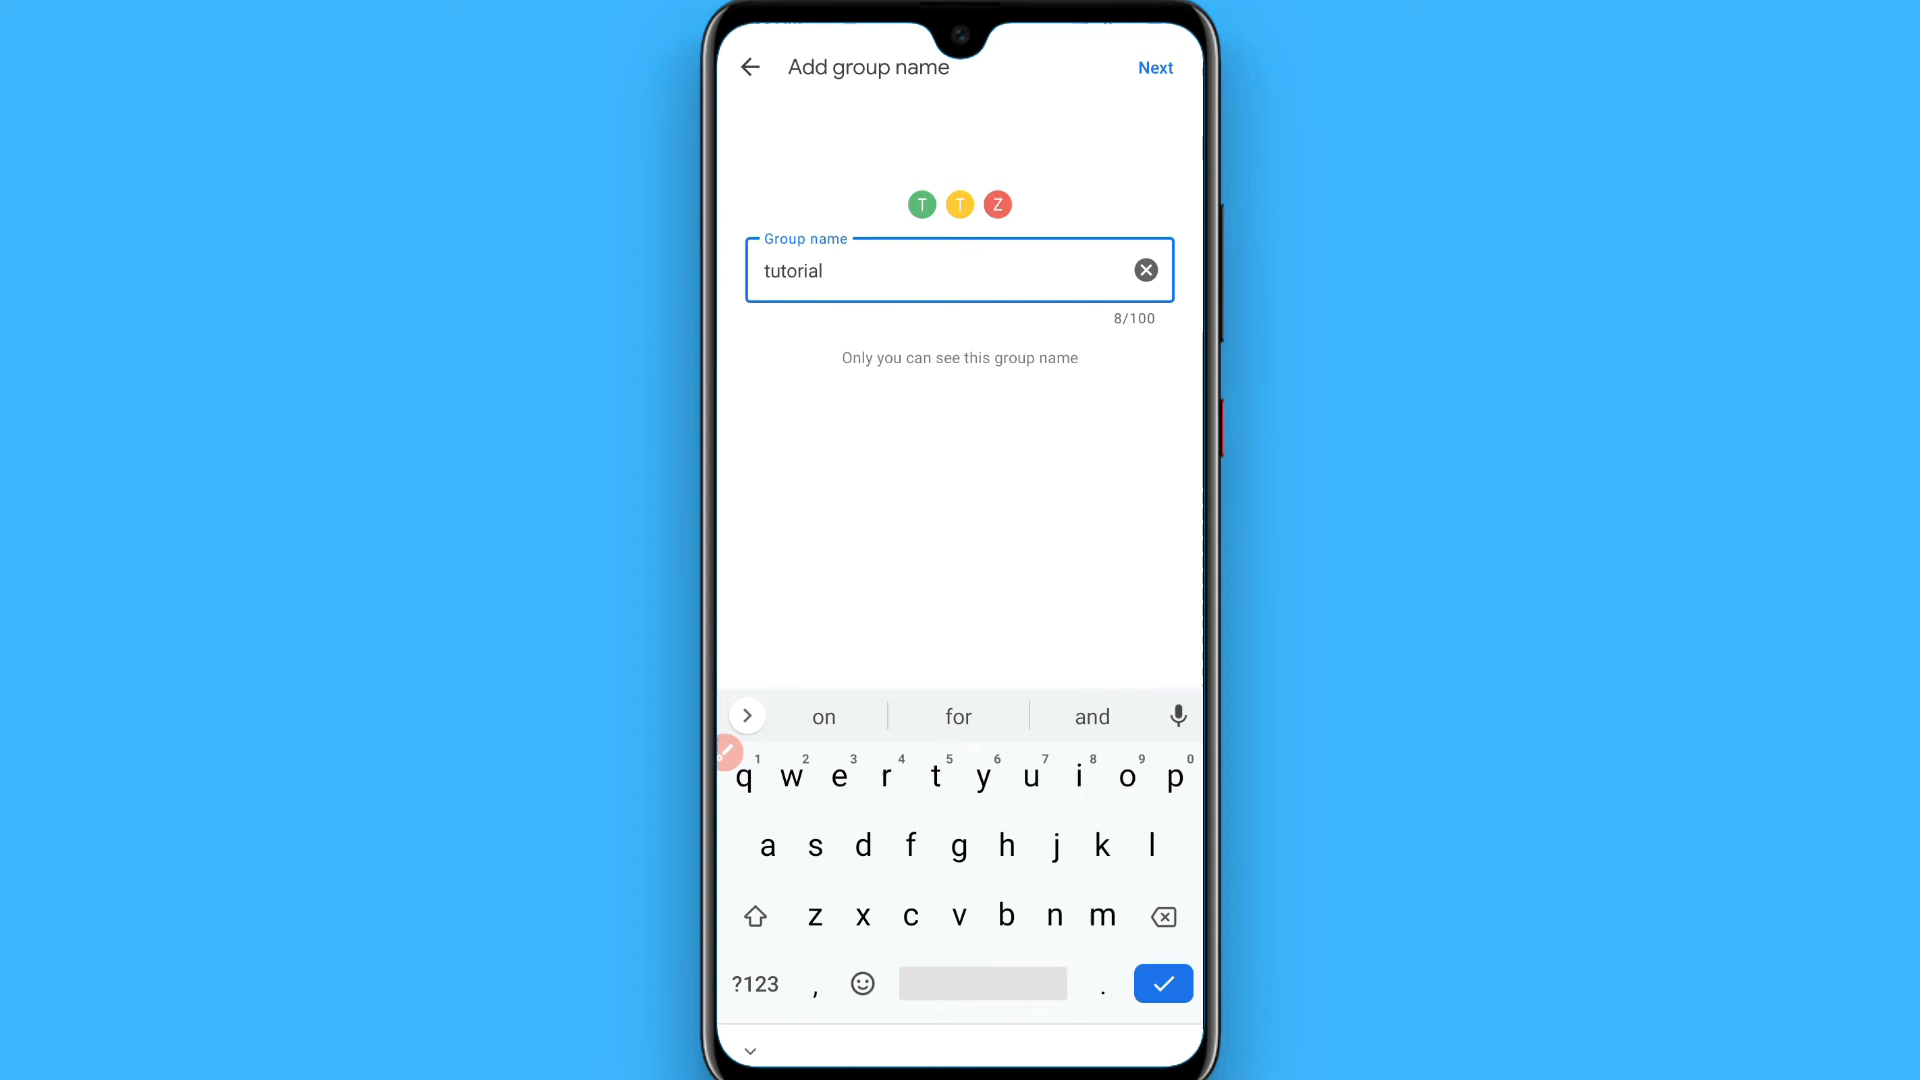 Add group name
Next
T T Z
Group name
tutorial
8/100
Only you can see this group name
on for and
1 2 3 4 5 6 7 8 9 0
q w e r t y u i o p
a s d f g h j k l
z x c v b n m
?123 , .